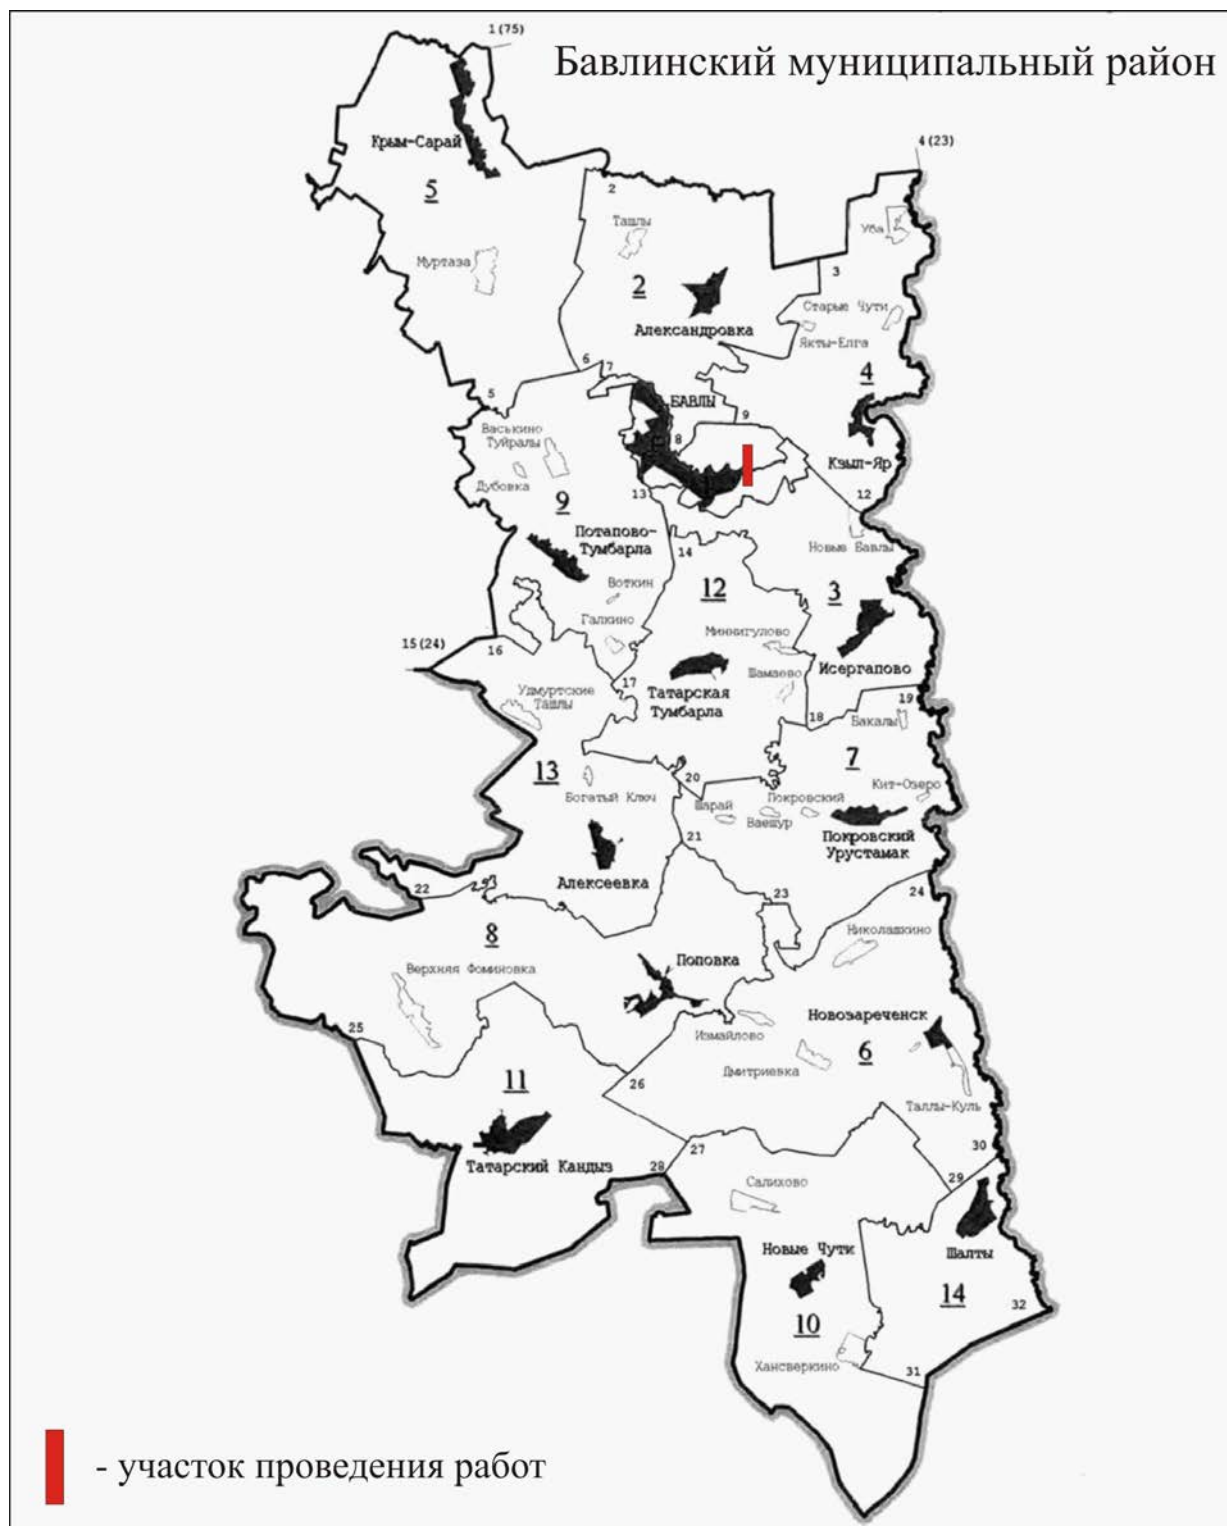 1 (75)
Бавлинский муниципальный район
4 (23)
Крым-Сарай
5
2
Ташлы
Уба
Муртаза
2
3
Старые Чути
Александровка
Якты-Елга
6
7
4
5
БАВЛЫ
9
Васькино
Туйралы
8
Кзыл-Яр
Дубовка
9
13
12
Потапово-
Тумбарла
14
Новые Бавлы
Воткин
12
3
Галкино
Миннигулово
15 (24)
16
Шамаево
Исергапово
17
Татарская
Тумбарла
Удмуртские
Ташлы
19
18
Бакалы
13
7
20
Богатый Ключ
Шарай
Покровский
Кит-Озеро
Ваешур
21
Покровский
Урустамак
Алексеевка
22
23
24
8
Николашкино
Поповка
Верхняя Фоминовка
Новозареченск
25
Измайлово
6
11
26
Дмитриевка
Таллы-Куль
27
30
Татарский Кандыз
28
29
Салихово
Новые Чути
Шалты
14
32
10
Хансверкино
31
- участок проведения работ